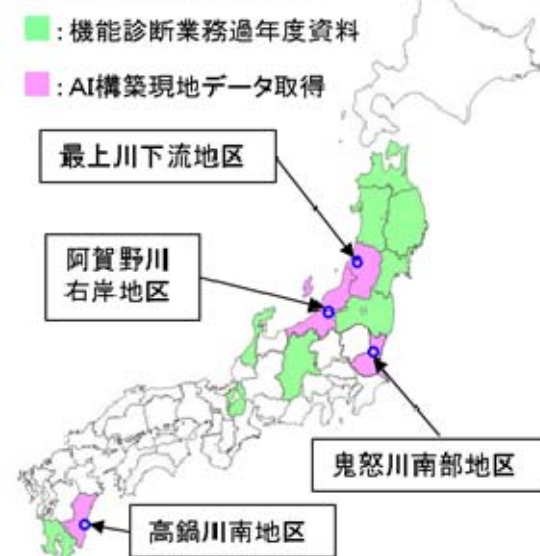 ：機能診断業務過年度資料
：AI構築現地データ取得
最上川下流地区
阿賀野川
右岸地区
鬼怒川南部地区
高鍋川南地区